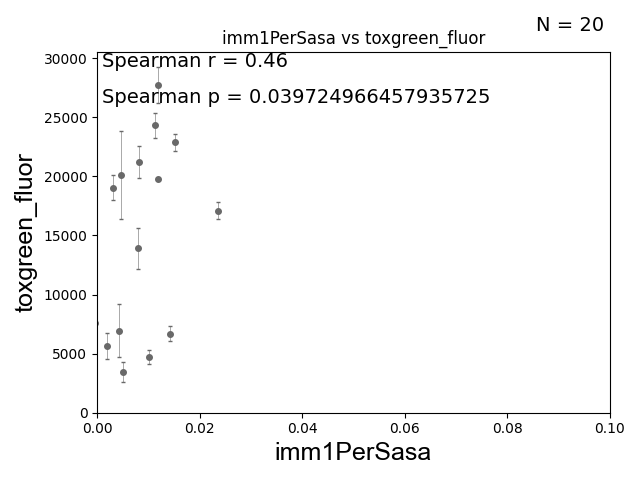 N = 20
imm1PerSasa vs toxgreen_fluor
Spearman r = 0.46
Spearman p = 0.039724966457935725
30000
25000
20000
15000
10000
5000
0
toxgreen_fluor
0.00 0.02 0.04 0.06 0.08 0.10
imm1PerSasa